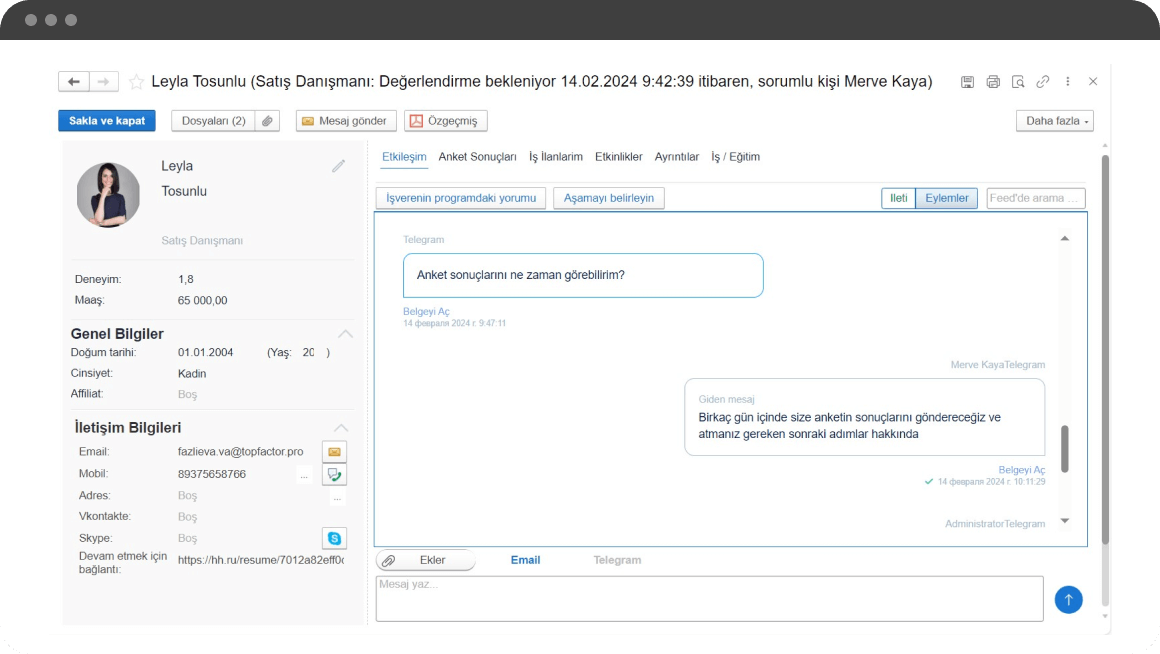 Leyla Tosunlu (Satış Danışmanı: Değerlendirme bekleniyor 14.02.2024 9:42:39 itibaren, sorumlu kişi Merve Kaya)
Sakla ve kapat
Dosyaları (2)
Mesaj gönder
Özgeçmiş
Daha fazla
Leyla
Tosunlu
Satış Danışmanı
Deneyim: 1,8
Maaş: 65 000,00
Genel Bilgiler
Doğum tarihi: 01.01.2004 (Yaş: 20 )
Cinsiyet: Kadın
Affiliat: Boş
İletişim Bilgileri
Email: fazlieva.va@topfactor.pro
Mobil: 89375658766 ...
Adres: Boş ...
Vkontakte: Boş
Skype: Boş
Devam etmek için
bağlantı: https://hh.ru/resume/7012a82eff0c
Etkileşim Anket Sonuçları İş İlanlarim Etkinlikler Ayrıntılar İş / Eğitim
İşverenin programdaki yorumu
Aşamayı belirleyin
Ileti
Eylemler
Feed'de arama ...
Telegram
Anket sonuçlarını ne zaman görebilirim?
Belgeyi Aç
14 февраля 2024 г. 9:47:11
Merve KayaTelegram
Giden mesaj
Birkaç gün içinde size anketin sonuçlarını göndereceğiz ve
atmanız gereken sonraki adımlar hakkında
Belgeyi Aç
14 февраля 2024 г. 10:11:29
AdministratorTelegram
Ekler
Email
Telegram
Mesaj yaz...